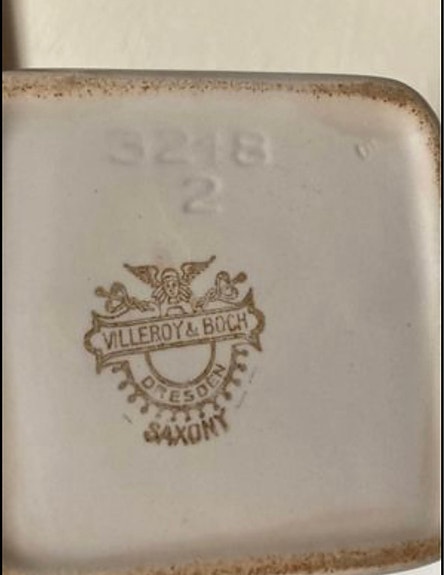 3218
2
VILLEROY & BOCH
DRESDEN
SAXONY